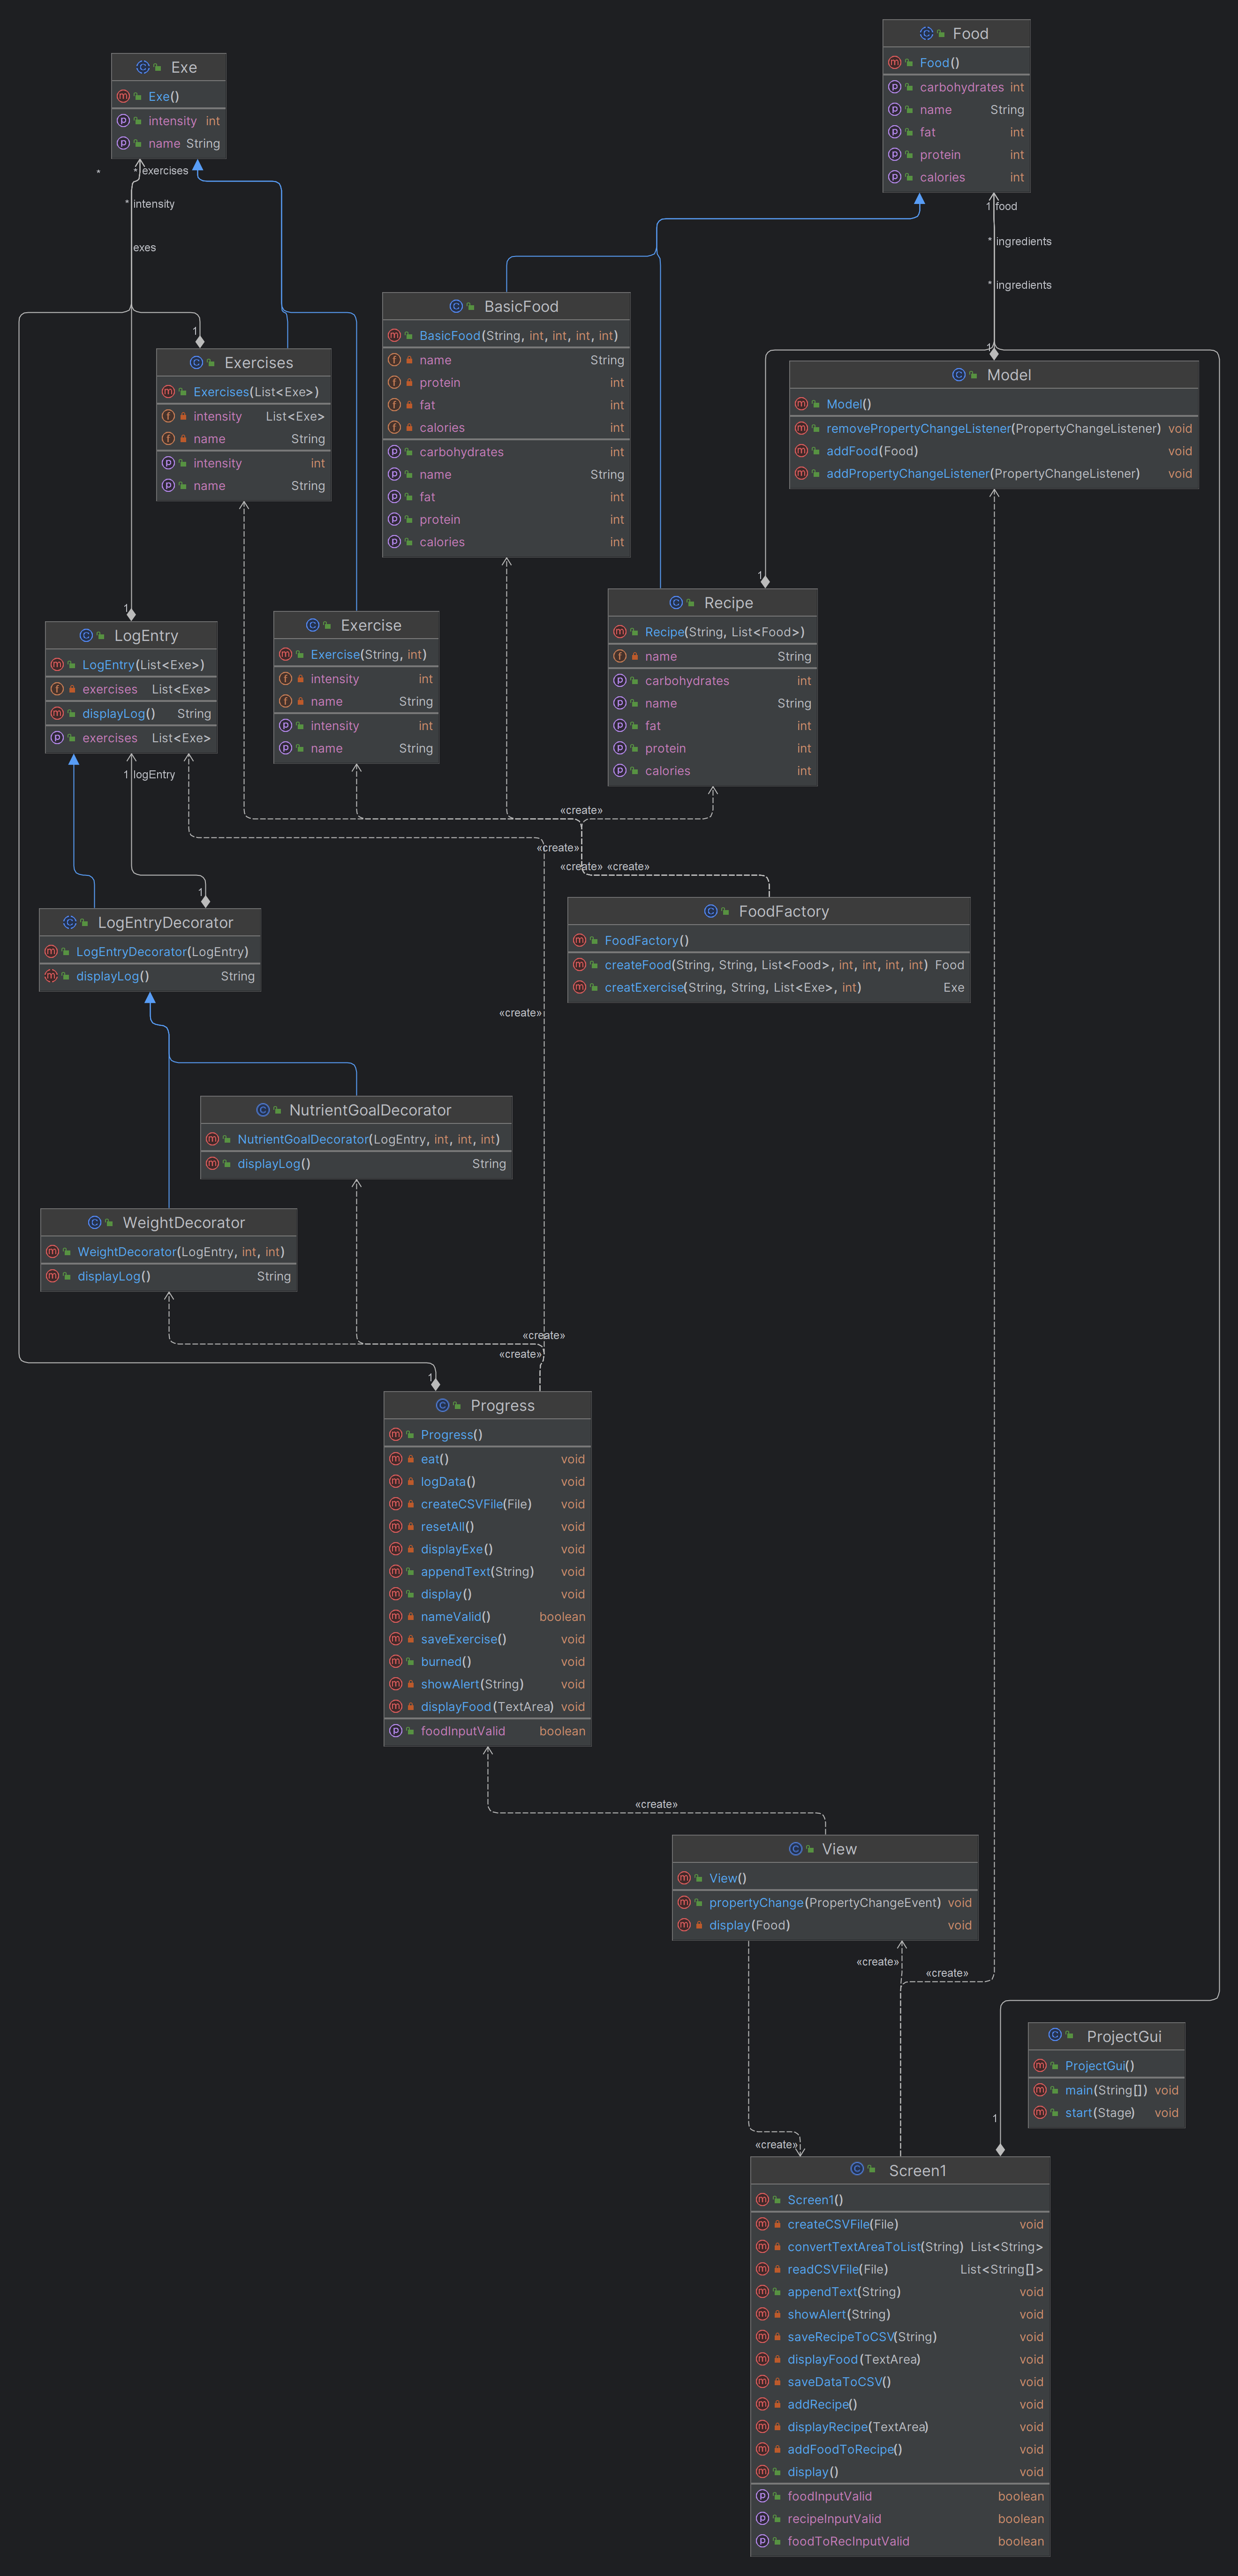 Food
Food()
carbohydrates int
name String
fat int
protein int
calories int
Exe
Exe()
intensity int
name String
* * exercises
* intensity
exes
1 food
* ingredients
* ingredients
BasicFood
BasicFood(String, int, int, int, int)
name String
protein int
fat int
calories int
carbohydrates int
name String
fat int
protein int
calories int
1
Exercises
Exercises(List<Exe>)
intensity List<Exe>
name String
intensity int
name String
1
Model
Model()
removePropertyChangeListener(PropertyChangeListener) void
addFood(Food) void
addPropertyChangeListener(PropertyChangeListener) void
1
Recipe
Recipe(String, List<Food>)
name String
carbohydrates int
name String
fat int
protein int
calories int
1
LogEntry
LogEntry(List<Exe>)
exercises List<Exe>
displayLog() String
exercises List<Exe>
Exercise
Exercise(String, int)
intensity int
name String
intensity int
name String
1 logEntry
«create»
«create»
«create» «create»
1
LogEntryDecorator
LogEntryDecorator(LogEntry)
displayLog() String
FoodFactory
FoodFactory()
createFood(String, String, List<Food>, int, int, int, int) Food
creatExercise(String, String, List<Exe>, int) Exe
«create»
NutrientGoalDecorator
NutrientGoalDecorator(LogEntry, int, int, int)
displayLog() String
WeightDecorator
WeightDecorator(LogEntry, int, int)
displayLog() String
«create»
«create»
1
Progress
Progress()
eat() void
logData() void
createCSVFile(File) void
resetAll() void
displayExe() void
appendText(String) void
display() void
nameValid() boolean
saveExercise() void
burned() void
showAlert(String) void
displayFood(TextArea) void
foodInputValid boolean
«create»
View
View()
propertyChange(PropertyChangeEvent) void
display(Food) void
«create»
«create»
ProjectGui
ProjectGui()
main(String[]) void
start(Stage) void
1
«create»
Screen1
Screen1()
createCSVFile(File) void
convertTextAreaToList(String) List<String>
readCSVFile(File) List<String[]>
appendText(String) void
showAlert(String) void
saveRecipeToCSV(String) void
displayFood(TextArea) void
saveDataToCSV() void
addRecipe() void
displayRecipe(TextArea) void
addFoodToRecipe() void
display() void
foodInputValid boolean
recipeInputValid boolean
foodToRecInputValid boolean